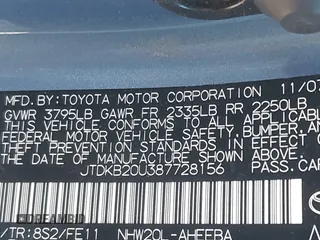 MFD.BY:TOYOTA MOTOR CORPORATION 11/07
GVWR 3795LB GAWR FR 2335LB RR 2250LB
THIS VEHICLE CONFORMS TO ALL APPLICABLE
FEDERAL MOTOR VEHICLE SAFETY, BUMPER, AND
THEFT PREVENTION STANDARDS IN EFFECT ON
THE DATE OF MANUFACTURE SHOWN ABOVE.
JTDKB20U387728156 PASS.CAR
/TR:8S2/FE11
NHW20L-AHEEBA